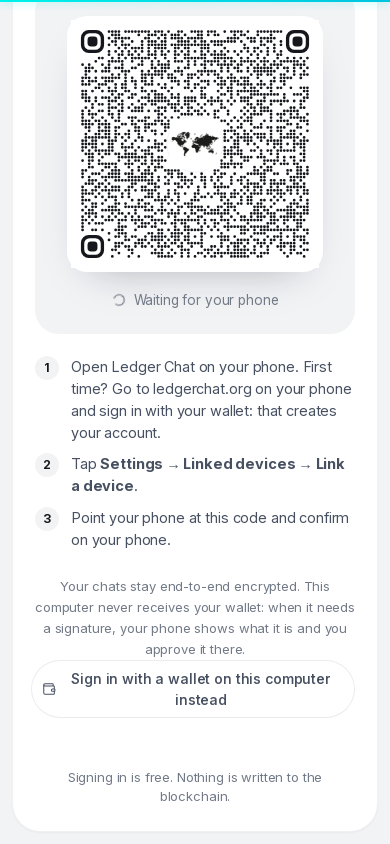 Waiting for your phone
1 Open Ledger Chat on your phone. First
time? Go to ledgerchat.org on your phone
and sign in with your wallet: that creates
your account.
2 Tap Settings → Linked devices → Link
a device.
3 Point your phone at this code and confirm
on your phone.
Your chats stay end-to-end encrypted. This
computer never receives your wallet: when it needs
a signature, your phone shows what it is and you
approve it there.
Sign in with a wallet on this computer
instead
Signing in is free. Nothing is written to the
blockchain.